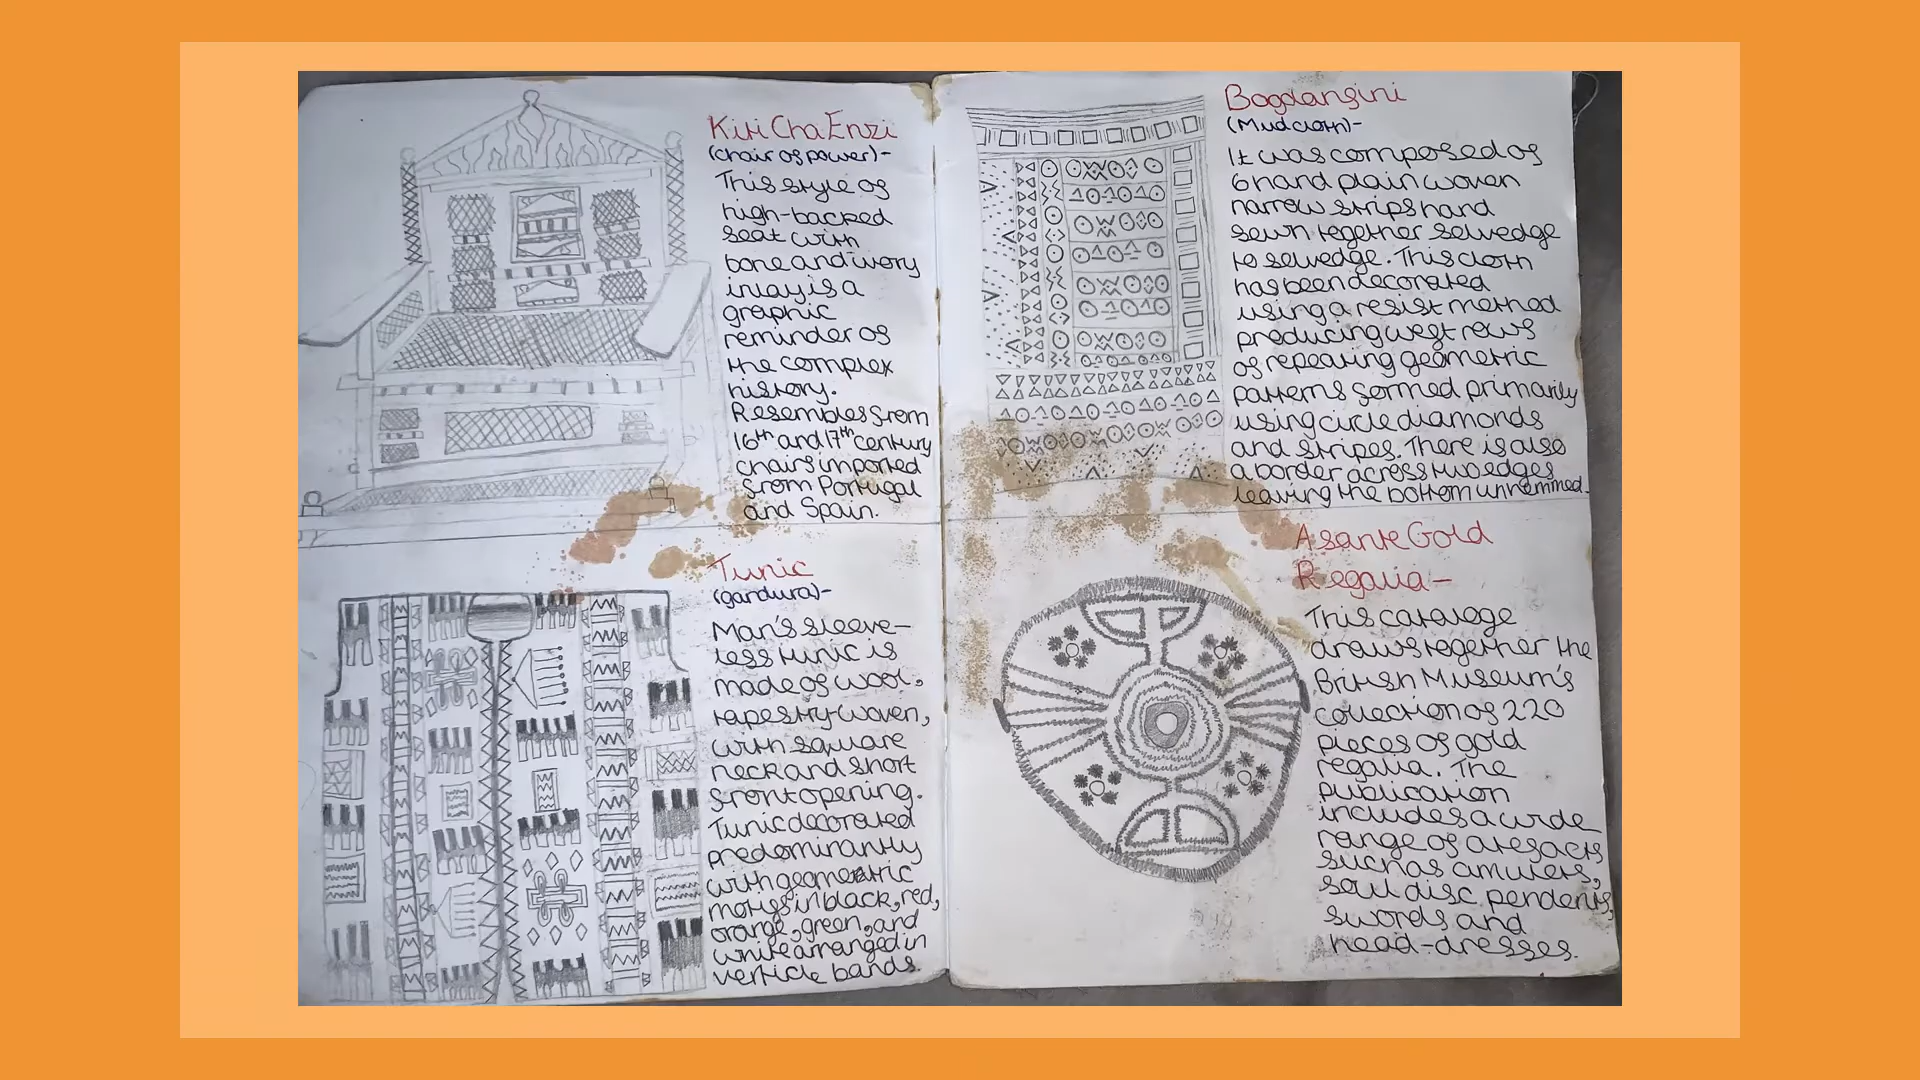 Kiti Cha Enzi
(chair of power)-
This style of
high-backed
seat with
bone and ivory
inlay is a
graphic
reminder of
the complex
history.
Resembles from
16th and 17th century
chairs imported
from Portugal
and Spain.
Tunic
(gandura)-
Man's sleeve-
less tunic is
made of wool,
tapestry woven,
with square
neck and short
front opening.
Tunic decorated
predominantly
with geometric
motifs in black, red,
orange, green, and
white arranged in
verticle bands.
Bogolanfini
(Mud cloth)-
It was composed of
6 hand plain woven
narrow strips hand
sewn together selvedge
to selvedge. This cloth
has been decorated
using a resist method
producing weft rows
of repeating geometric
patterns formed primarily
using circle diamonds
and stripes. There is also
a border across two edges
leaving the bottom unhemmed.
Asante Gold
Regalia-
This catalogue
draws together the
British Museum's
collection of 220
pieces of gold
regalia. The
publication
includes a wide
range of artefacts
such as amulets,
soul disc pendents,
swords and
head-dresses.